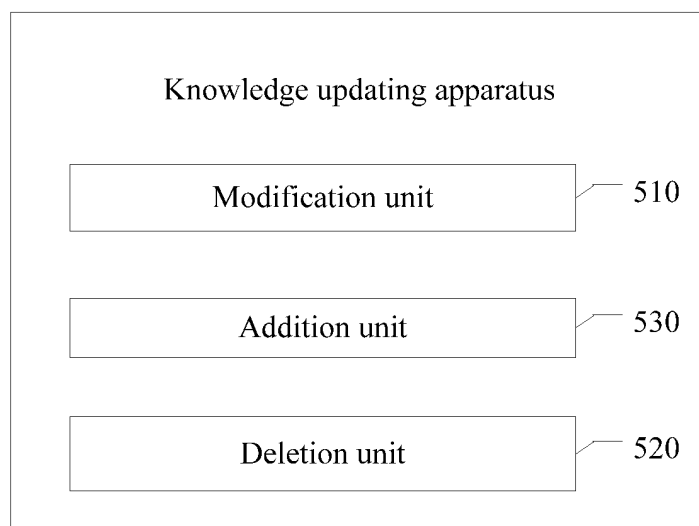 Knowledge updating apparatus
Modification unit 510
Addition unit 530
Deletion unit 520